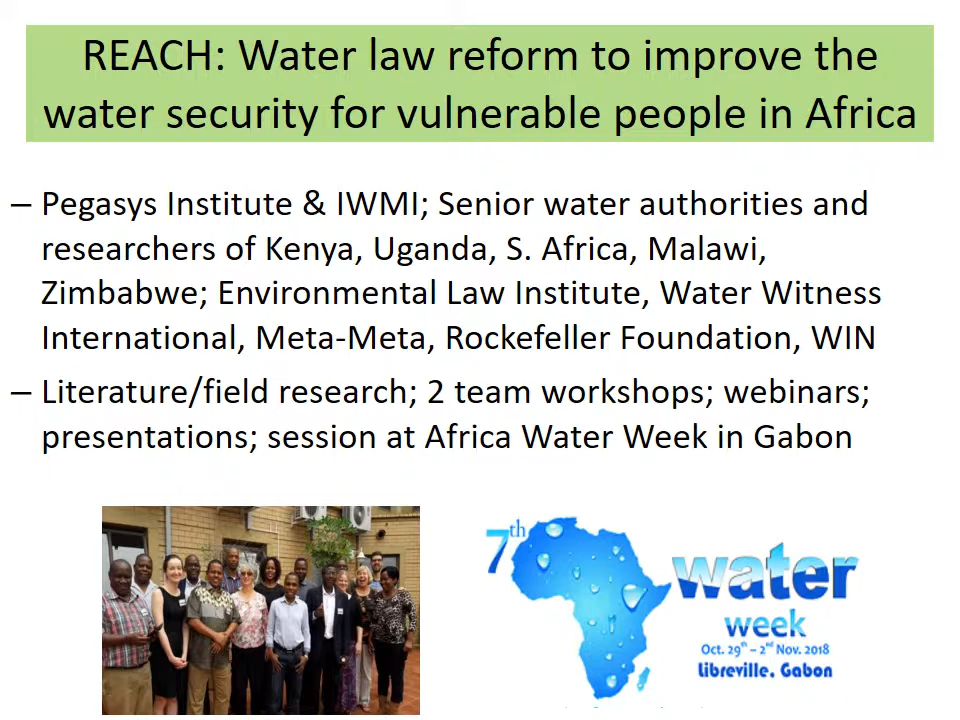 REACH: Water law reform to improve the
water security for vulnerable people in Africa
– Pegasys Institute & IWMI; Senior water authorities and
researchers of Kenya, Uganda, S. Africa, Malawi,
Zimbabwe; Environmental Law Institute, Water Witness
International, Meta-Meta, Rockefeller Foundation, WIN
– Literature/field research; 2 team workshops; webinars;
presentations; session at Africa Water Week in Gabon
7th
water
week
Oct. 29th – 2nd Nov. 2018
Libreville, Gabon